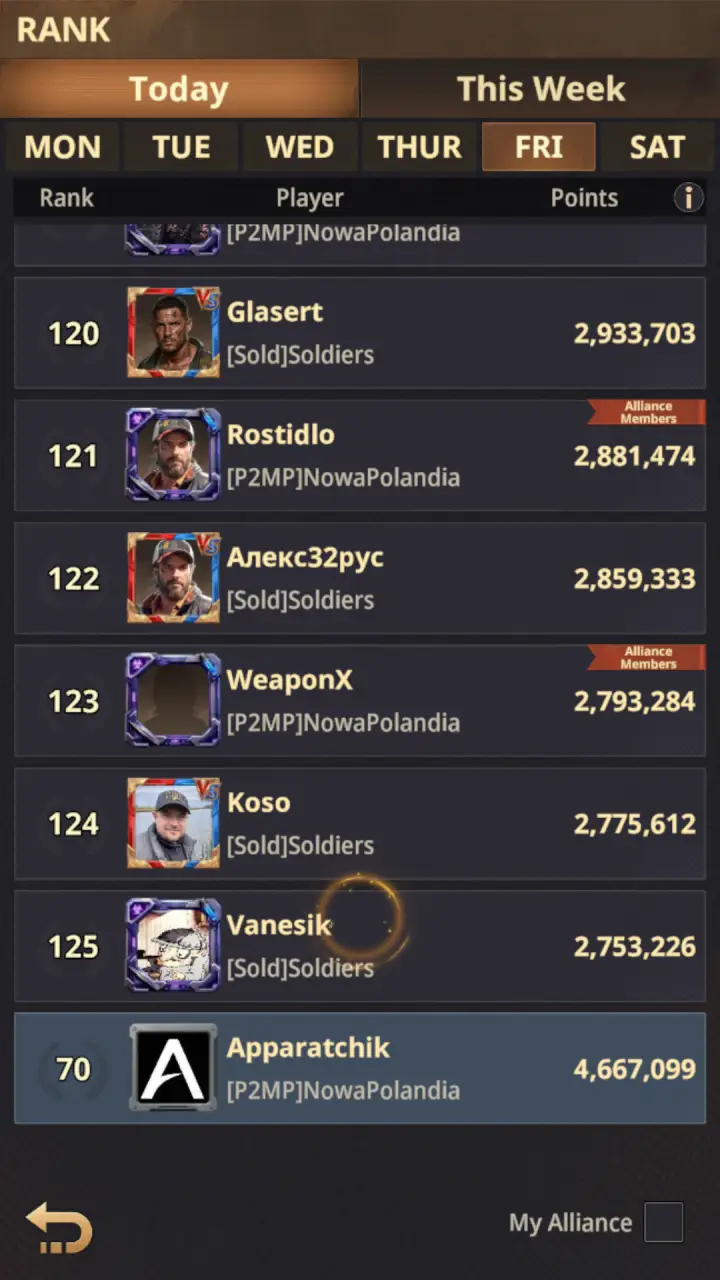 RANK
Today
This Week
MON
TUE
WED
THUR
FRI
SAT
Rank
Player
Points
[P2MP]NowaPolandia
120
Glasert
[Sold]Soldiers
2,933,703
Alliance
Members
121
Rostidlo
[P2MP]NowaPolandia
2,881,474
122
Алекс32рус
[Sold]Soldiers
2,859,333
Alliance
Members
123
WeaponX
[P2MP]NowaPolandia
2,793,284
124
Koso
[Sold]Soldiers
2,775,612
125
Vanesik
[Sold]Soldiers
2,753,226
70
Apparatchik
[P2MP]NowaPolandia
4,667,099
My Alliance